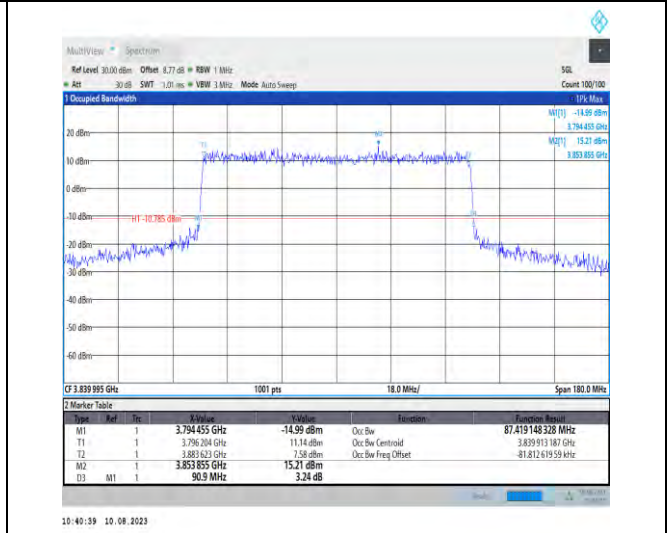 MultiView Spectrum
Ref Level 30.00 dBm Offset 8.77 dB RBW 1 MHz SGL
Att 30 dB SWT 1.01 ms VBW 3 MHz Mode Auto Sweep Count 100/100
1 Occupied Bandwidth 1Pk Max
M1[1] -14.99 dBm
3.794 455 GHz
M2[1] 15.21 dBm
3.853 855 GHz
20 dBm
10 dBm
0 dBm
-10 dBm
H1 -10.785 dBm
-20 dBm
-30 dBm
-40 dBm
-50 dBm
-60 dBm
CF 3.839 995 GHz 1001 pts 18.0 MHz/ Span 180.0 MHz
2 Marker Table
Type Ref Trc X-Value Y-Value Function Function Result
M1 1 3.794 455 GHz -14.99 dBm Occ Bw 87.419 148 328 MHz
T1 1 3.796 204 GHz 11.14 dBm Occ Bw Centroid 3.839 913 187 GHz
T2 1 3.883 623 GHz 7.58 dBm Occ Bw Freq Offset -81.812 619 59 kHz
M2 1 3.853 855 GHz 15.21 dBm
D3 M1 1 90.9 MHz 3.24 dB
10:40:39 10.08.2023